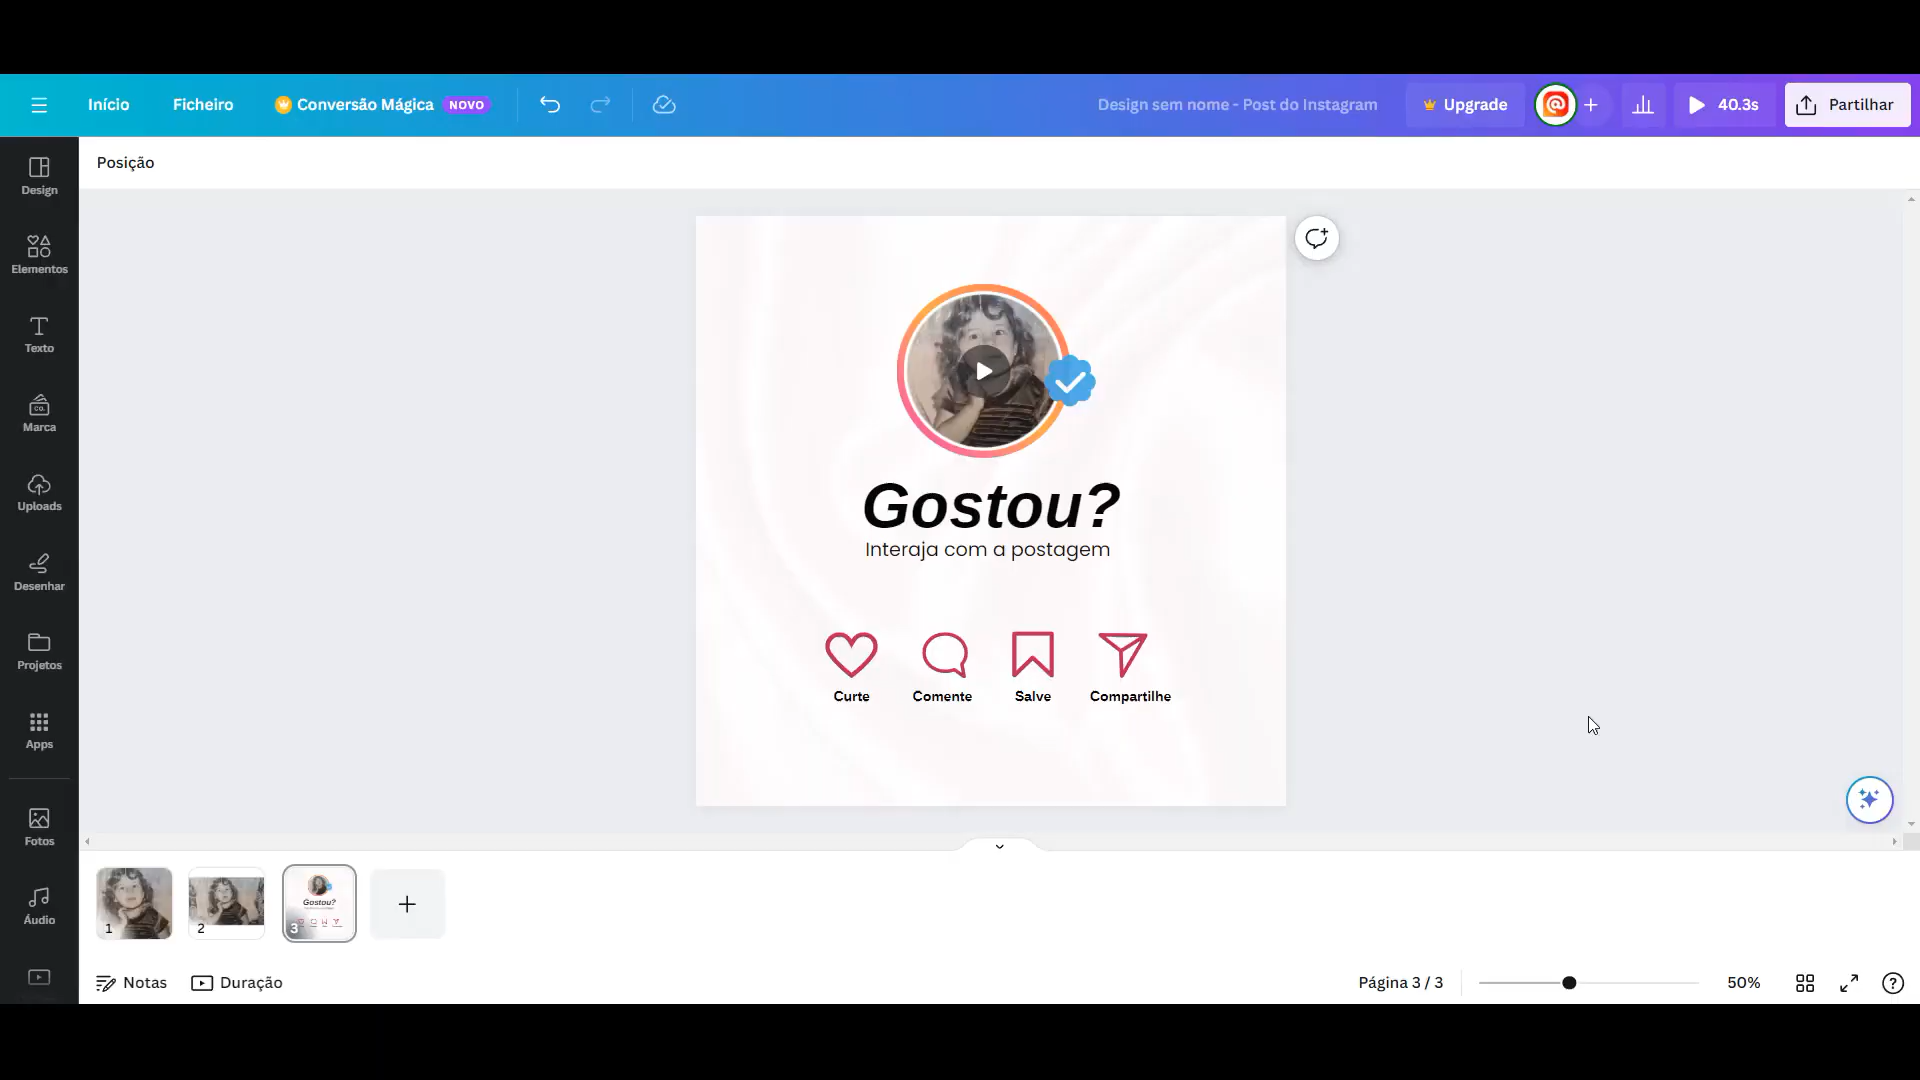 Início
Ficheiro
Conversão Mágica
NOVO
Design sem nome - Post do Instagram
Upgrade
40.3s
Partilhar
Posição
Design
Elementos
Texto
CO.
Marca
Uploads
Desenhar
Projetos
Apps
Fotos
Áudio
Gostou?
Interaja com a postagem
Curte
Comente
Salve
Compartilhe
1
2
Gostou?
3
Notas
Duração
Página 3 / 3
50%